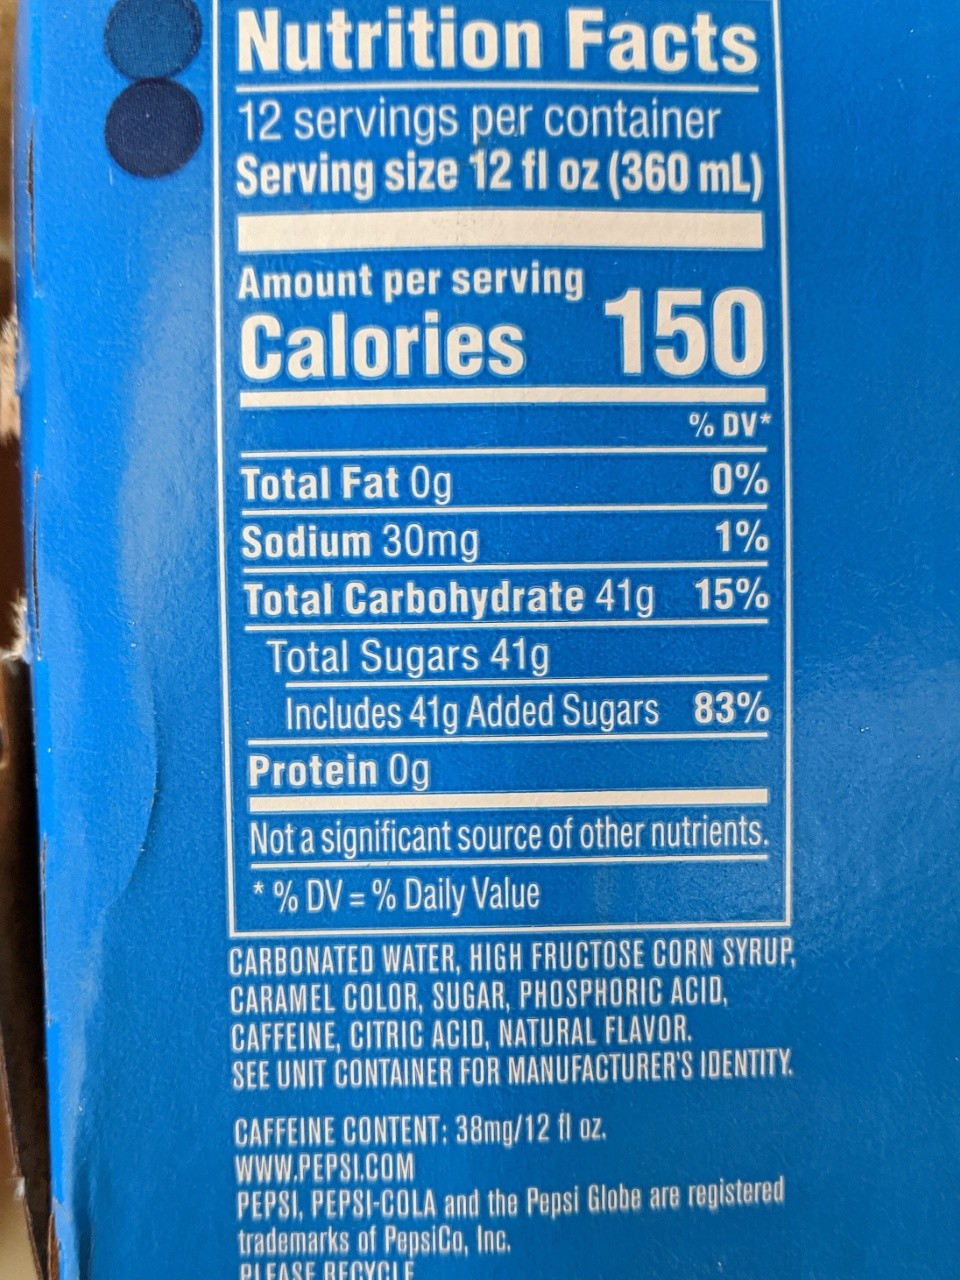 Nutrition Facts
12 servings per container
Serving size 12 fl oz (360 mL)
Amount per serving
Calories 150
% DV*
Total Fat 0g 0%
Sodium 30mg 1%
Total Carbohydrate 41g 15%
Total Sugars 41g
Includes 41g Added Sugars 83%
Protein 0g
Not a significant source of other nutrients.
* % DV = % Daily Value
CARBONATED WATER, HIGH FRUCTOSE CORN SYRUP,
CARAMEL COLOR, SUGAR, PHOSPHORIC ACID,
CAFFEINE, CITRIC ACID, NATURAL FLAVOR.
SEE UNIT CONTAINER FOR MANUFACTURER'S IDENTITY.
CAFFEINE CONTENT: 38mg/12 fl oz.
WWW.PEPSI.COM
PEPSI, PEPSI-COLA and the Pepsi Globe are registered
trademarks of PepsiCo, Inc.
PLEASE RECYCLE